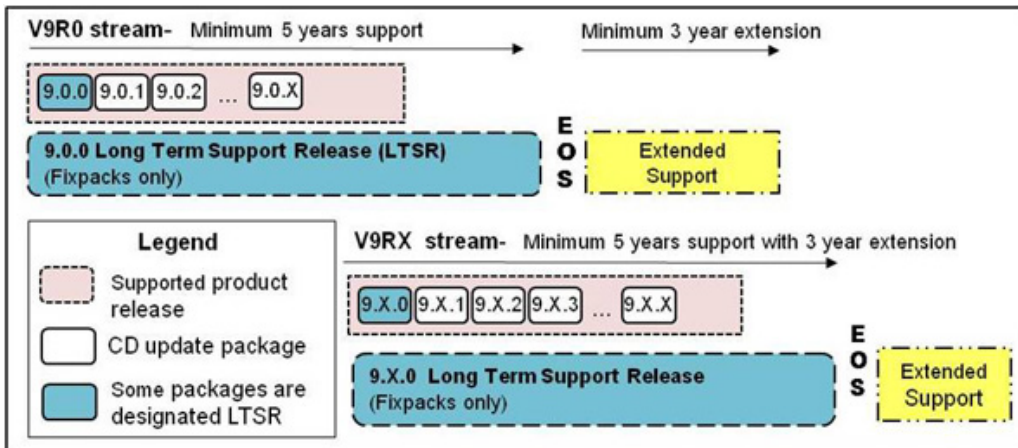 V9R0 stream- Minimum 5 years support
Minimum 3 year extension
9.0.0 9.0.1 9.0.2 ... 9.0.X
9.0.0 Long Term Support Release (LTSR)
(Fixpacks only)
E
O
S
Extended
Support
Legend
Supported product
release
CD update package
Some packages are
designated LTSR
V9RX stream- Minimum 5 years support with 3 year extension
9.X.0 9.X.1 9.X.2 9.X.3 ... 9.X.X
9.X.0 Long Term Support Release
(Fixpacks only)
E
O
S
Extended
Support